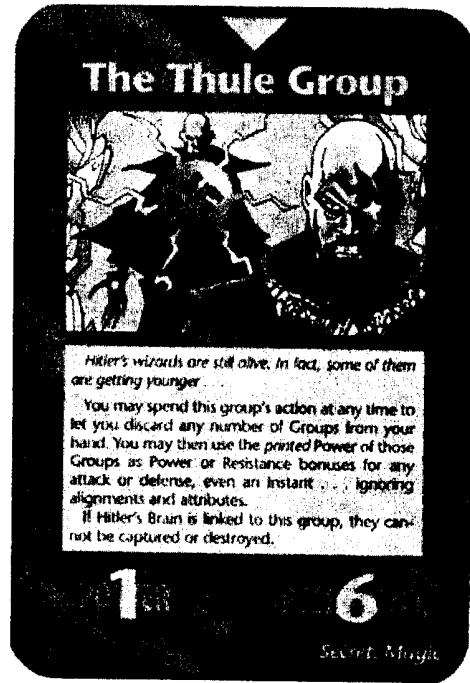 The Thule Group
Hitler's wizards are still alive. In fact, some of them
are getting younger . . .
You may spend this group's action at any time to
let you discard any number of Groups from your
hand. You may then use the printed Power of those
Groups as Power or Resistance bonuses for any
attack or defense, even an Instant . . . ignoring
alignments and attributes.
If Hitler's Brain is linked to this group, they can-
not be captured or destroyed.
1
6
Secret, Magic